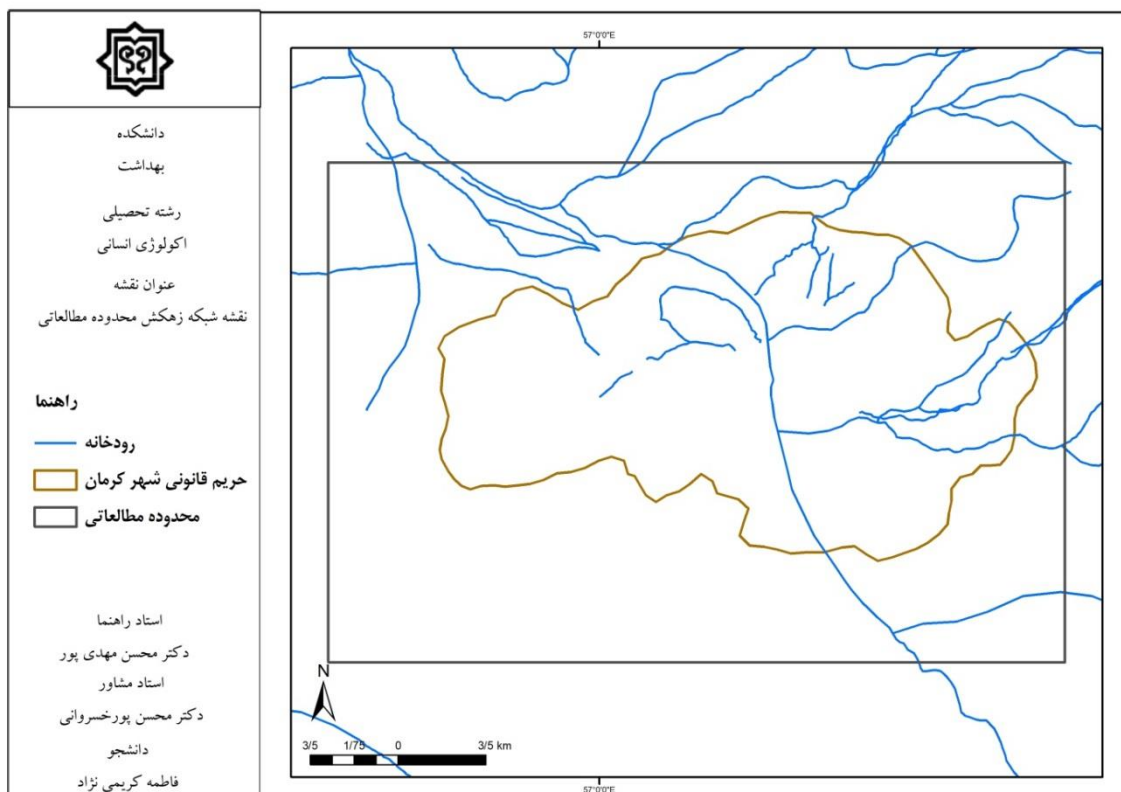 دانشکده
بهداشت
رشته تحصیلی
اکولوژی انسانی
عنوان نقشه
نقشه شبکه زهکش محدوده مطالعاتی
راهنما
رودخانه
حریم قانونی شهر کرمان
محدوده مطالعاتی
استاد راهنما
دکتر محسن مهدی پور
استاد مشاور
دکتر محسن پورخسروانی
دانشجو
فاطمه کریمی نژاد
57°0'0"E
N
3/5 1/75 0 3/5 km
57°0'0"E